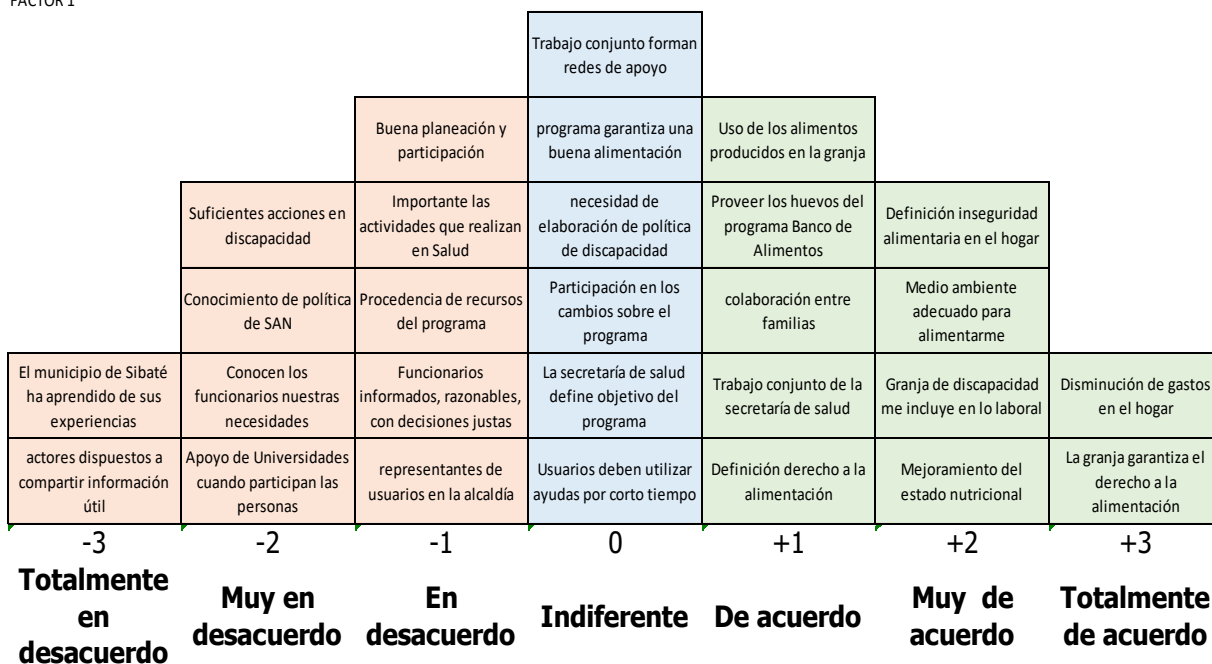 FACTOR 1
Trabajo conjunto forman
redes de apoyo
Buena planeación y
participación
programa garantiza una
buena alimentación
Uso de los alimentos
producidos en la granja
Suficientes acciones en
discapacidad
Importante las
actividades que realizan
en Salud
necesidad de
elaboración de política
de discapacidad
Proveer los huevos del
programa Banco de
Alimentos
Definición inseguridad
alimentaria en el hogar
Conocimiento de política
de SAN
Procedencia de recursos
del programa
Participación en los
cambios sobre el
programa
colaboración entre
familias
Medio ambiente
adecuado para
alimentarme
El municipio de Sibaté
ha aprendido de sus
experiencias
Conocen los
funcionarios nuestras
necesidades
Funcionarios
informados, razonables,
con decisiones justas
La secretaría de salud
define objetivo del
programa
Trabajo conjunto de la
secretaría de salud
Granja de discapacidad
me incluye en lo laboral
Disminución de gastos
en el hogar
actores dispuestos a
compartir información
útil
Apoyo de Universidades
cuando participan las
personas
representantes de
usuarios en la alcaldía
Usuarios deben utilizar
ayudas por corto tiempo
Definición derecho a la
alimentación
Mejoramiento del
estado nutricional
La granja garantiza el
derecho a la
alimentación
-3 -2 -1 0 +1 +2 +3
Totalmente
en
desacuerdo
Muy en
desacuerdo
En
desacuerdo
Indiferente
De acuerdo
Muy de
acuerdo
Totalmente
de acuerdo